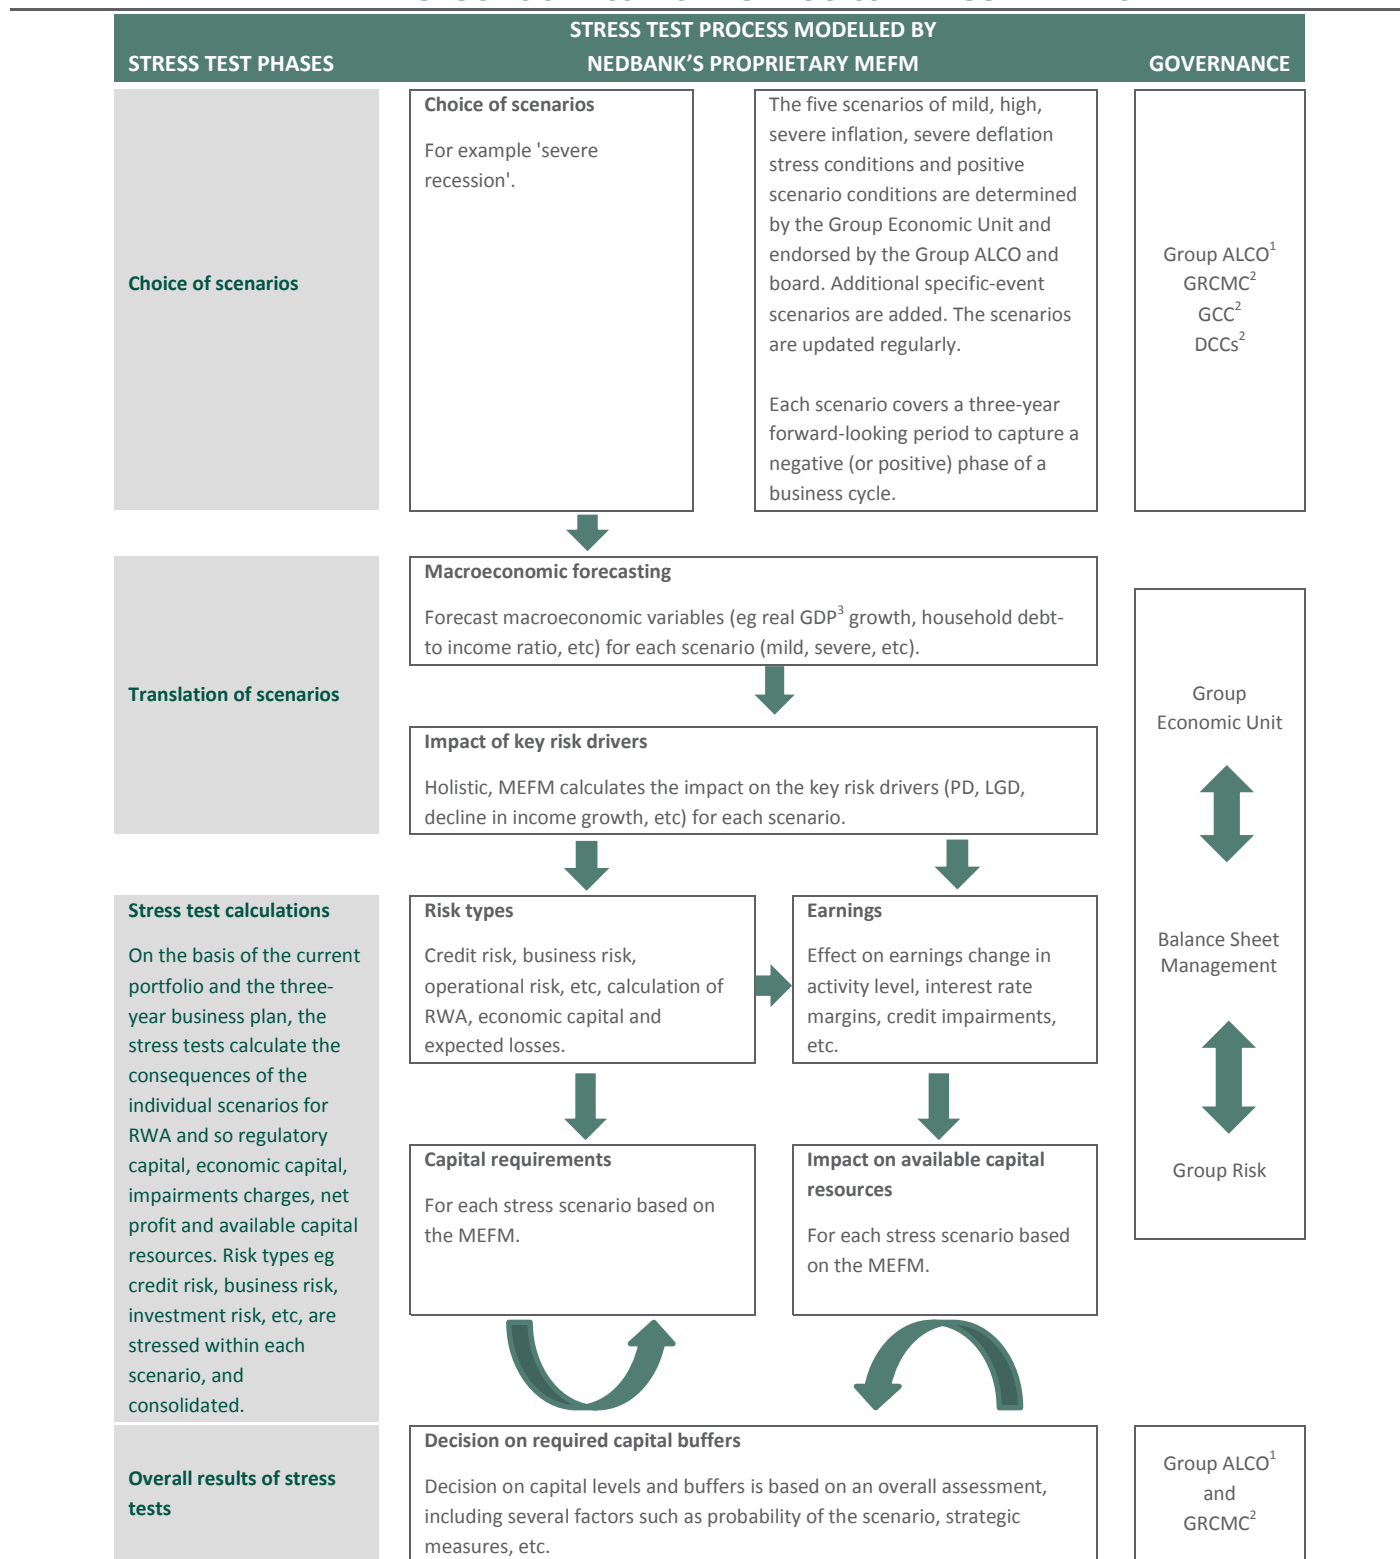 STRESS TEST PHASES
STRESS TEST PROCESS MODELLED BY
NEDBANK'S PROPRIETARY MEFM
GOVERNANCE
Choice of scenarios
Choice of scenarios
For example 'severe
recession'.
The five scenarios of mild, high,
severe inflation, severe deflation
stress conditions and positive
scenario conditions are determined
by the Group Economic Unit and
endorsed by the Group ALCO and
board. Additional specific-event
scenarios are added. The scenarios
are updated regularly.
Each scenario covers a three-year
forward-looking period to capture a
negative (or positive) phase of a
business cycle.
Group ALCO1
GRCMC2
GCC2
DCCs2
Translation of scenarios
Macroeconomic forecasting
Forecast macroeconomic variables (eg real GDP3 growth, household debt-
to income ratio, etc) for each scenario (mild, severe, etc).
Impact of key risk drivers
Holistic, MEFM calculates the impact on the key risk drivers (PD, LGD,
decline in income growth, etc) for each scenario.
Group
Economic Unit
Balance Sheet
Management
Group Risk
Stress test calculations
On the basis of the current
portfolio and the three-
year business plan, the
stress tests calculate the
consequences of the
individual scenarios for
RWA and so regulatory
capital, economic capital,
impairments charges, net
profit and available capital
resources. Risk types eg
credit risk, business risk,
investment risk, etc, are
stressed within each
scenario, and
consolidated.
Risk types
Credit risk, business risk,
operational risk, etc, calculation of
RWA, economic capital and
expected losses.
Earnings
Effect on earnings change in
activity level, interest rate
margins, credit impairments,
etc.
Capital requirements
For each stress scenario based on
the MEFM.
Impact on available capital
resources
For each stress scenario based
on the MEFM.
Overall results of stress
tests
Decision on required capital buffers
Decision on capital levels and buffers is based on an overall assessment,
including several factors such as probability of the scenario, strategic
measures, etc.
Group ALCO1
and
GRCMC2